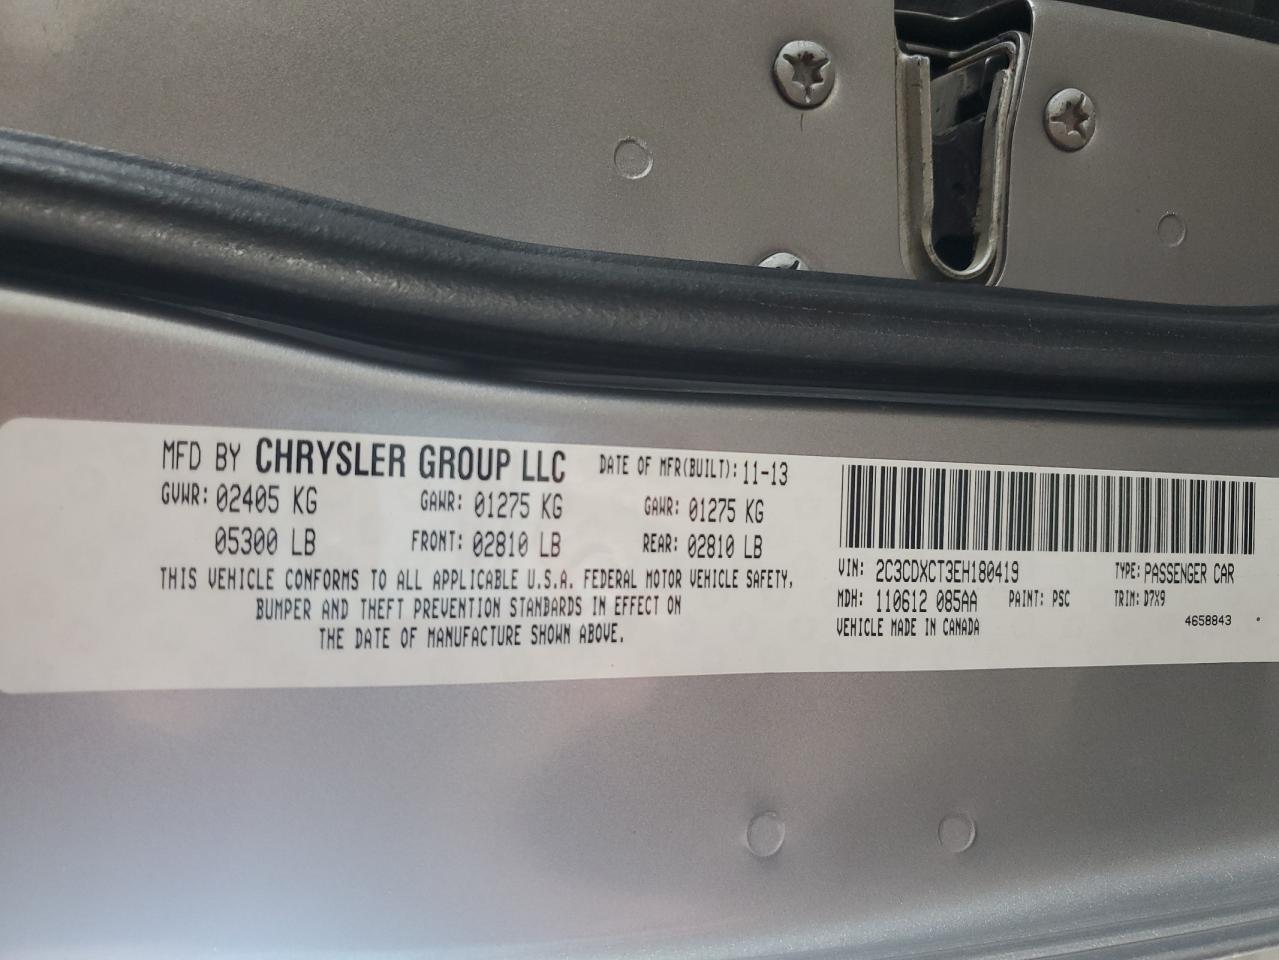 MFD BY CHRYSLER GROUP LLC DATE OF MFR(BUILT): 11-13
GVWR: 02405 KG GAWR: 01275 KG GAWR: 01275 KG
05300 LB FRONT: 02810 LB REAR: 02810 LB
THIS VEHICLE CONFORMS TO ALL APPLICABLE U.S.A. FEDERAL MOTOR VEHICLE SAFETY,
BUMPER AND THEFT PREVENTION STANDARDS IN EFFECT ON
THE DATE OF MANUFACTURE SHOWN ABOVE.
VIN: 2C3CDXCT3EH180419 TYPE: PASSENGER CAR
MDH: 110612 085AA PAINT: PSC TRIM: D7X9
VEHICLE MADE IN CANADA 4658843